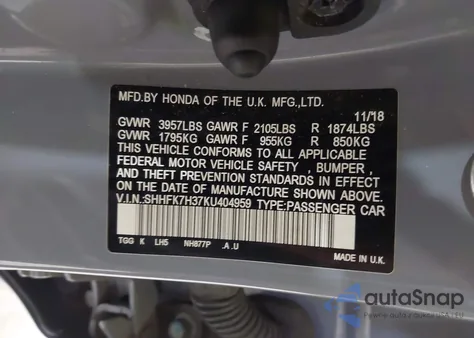 MFD.BY HONDA OF THE U.K. MFG.,LTD. 11/18
GVWR 3957LBS GAWR F 2105LBS R 1874LBS
GVWR 1795KG GAWR F 955KG R 850KG
THIS VEHICLE CONFORMS TO ALL APPLICABLE
FEDERAL MOTOR VEHICLE SAFETY , BUMPER ,
AND THEFT PREVENTION STANDARDS IN EFFECT
ON THE DATE OF MANUFACTURE SHOWN ABOVE.
V.I.N.:SHHFK7H37KU404959 TYPE:PASSENGER CAR
TGG K LH5 NH877P .A .U
MADE IN U.K.
autoSnap